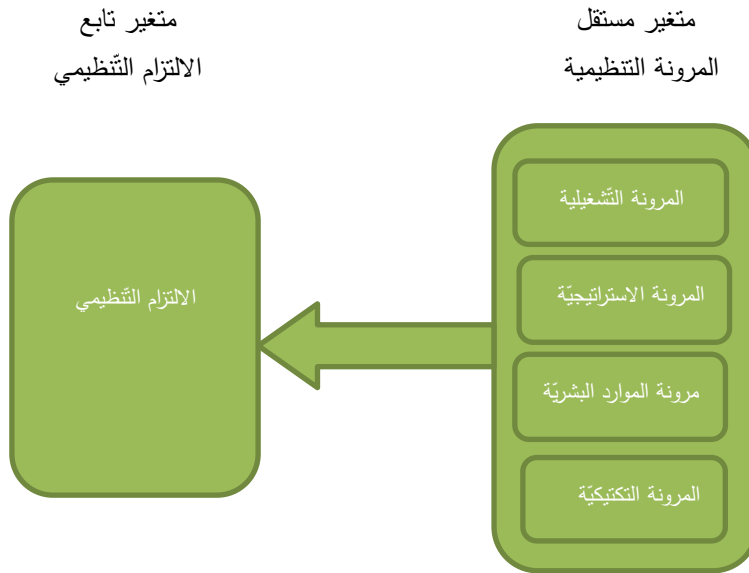 متغير مستقل
المرونة التنظيمية
متغير تابع
الالتزام التّنظيمي
المرونة التّشغيلية
المرونة الاستراتيجيّة
مرونة الموارد البشريّة
المرونة التكتيكيّة
الالتزام التّنظيمي